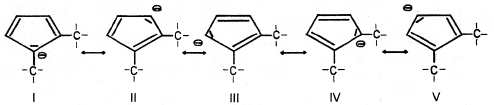 ⊖ ⊖
-C- ⊖ -C- ⊖ -C- ⊖ -C- -C-
⊖
-C- -C- -C- -C- -C-
I II III IV V